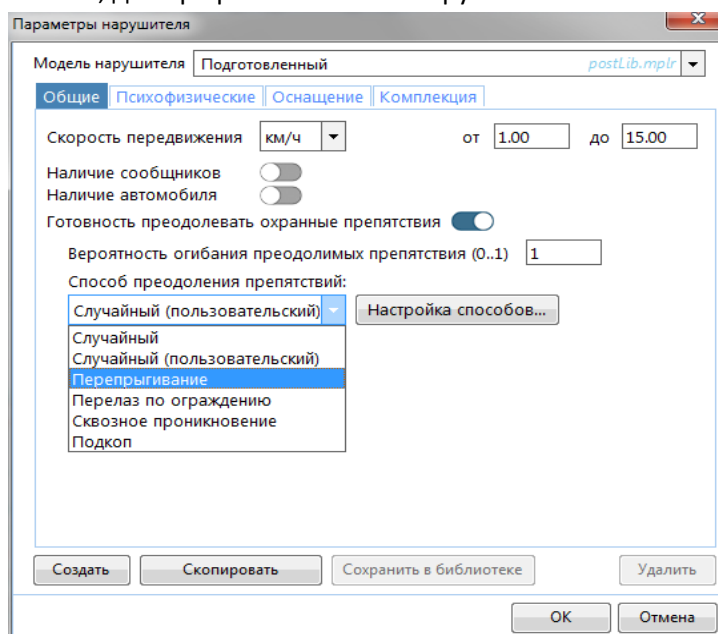 Параметры нарушителя
Модель нарушителя Подготовленный postLib.mplr
Общие Психофизические Оснащение Комплекция
Скорость передвижения км/ч от 1.00 до 15.00
Наличие сообщников
Наличие автомобиля
Готовность преодолевать охранные препятствия
Вероятность огибания преодолимых препятствия (0..1) 1
Способ преодоления препятствий:
Случайный (пользовательский) Настройка способов...
Случайный
Случайный (пользовательский)
Перепрыгивание
Перелаз по ограждению
Сквозное проникновение
Подкоп
Создать Скопировать Сохранить в библиотеке Удалить
ОК Отмена